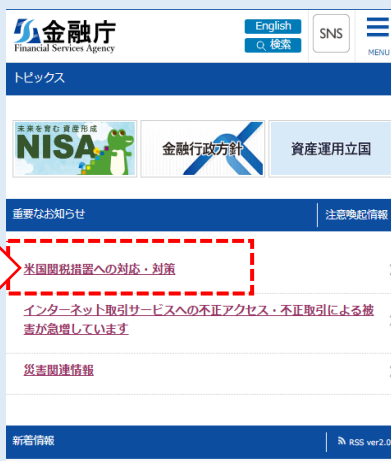 金融庁
Financial Services Agency
English
検索
SNS
MENU
トピックス
未来を育む資産形成
NISA
金融行政方針
資産運用立国
重要なお知らせ
注意喚起情報
米国関税措置への対応・対策
インターネット取引サービスへの不正アクセス・不正取引による被
害が急増しています
災害関連情報
新着情報
RSS ver2.0